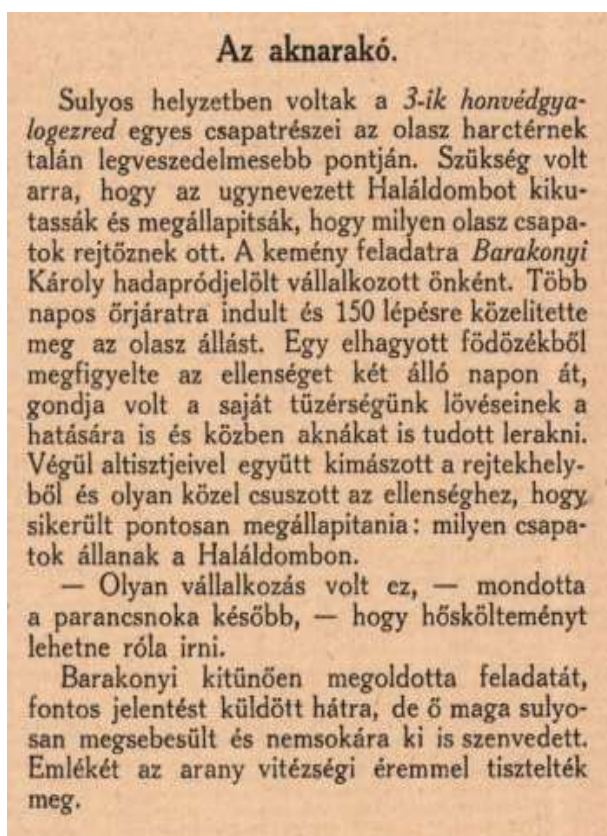 Az aknarakó.
Sulyos helyzetben voltak a 3-ik honvédgya-
logezred egyes csapatrészei az olasz harctérnek
talán legveszedelmesebb pontján. Szükség volt
arra, hogy az ugynevezett Haláldombot kiku-
tassák és megállapitsák, hogy milyen olasz csapa-
tok rejtőznek ott. A kemény feladatra Barakonyi
Károly hadapródjelölt vállalkozott önként. Több
napos őrjáratra indult és 150 lépésre közelitette
meg az olasz állást. Egy elhagyott födözékből
megfigyelte az ellenséget két álló napon át,
gondja volt a saját tüzérségünk lövéseinek a
hatására is és közben aknákat is tudott lerakni.
Végül altisztjeivel együtt kimászott a rejtekhely-
ből és olyan közel csuszott az ellenséghez, hogy
sikerült pontosan megállapitania: milyen csapa-
tok állanak a Haláldombon.
— Olyan vállalkozás volt ez, — mondotta
a parancsnoka később, — hogy hőskölteményt
lehetne róla irni.
Barakonyi kitünően megoldotta feladatát,
fontos jelentést küldött hátra, de ő maga sulyo-
san megsebesült és nemsokára ki is szenvedett.
Emlékét az arany vitézségi éremmel tisztelték
meg.